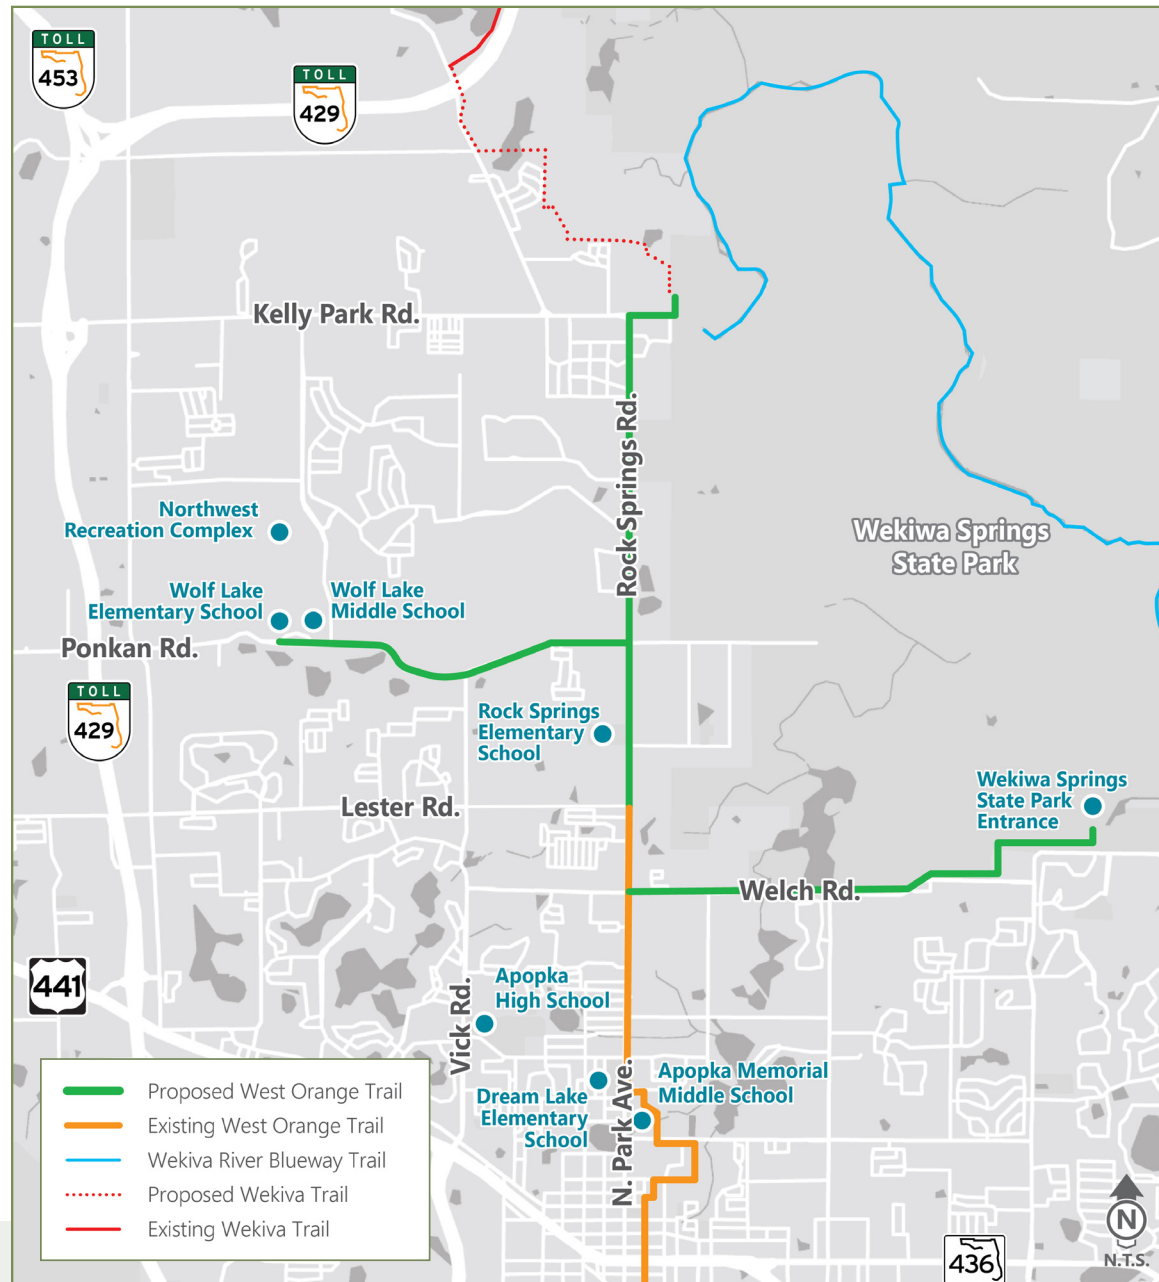 TOLL
453
TOLL
429
Kelly Park Rd.
Rock Springs Rd.
Northwest
Recreation Complex
Wekiwa Springs
State Park
Wolf Lake
Elementary School
Wolf Lake
Middle School
Ponkan Rd.
TOLL
429
Rock Springs
Elementary
School
Wekiwa Springs
State Park
Entrance
Lester Rd.
Welch Rd.
441
Apopka
High School
Vick Rd.
Apopka Memorial
Middle School
Dream Lake
Elementary
School
N. Park Ave.
Proposed West Orange Trail
Existing West Orange Trail
Wekiva River Blueway Trail
Proposed Wekiva Trail
Existing Wekiva Trail
N
N.T.S.
436